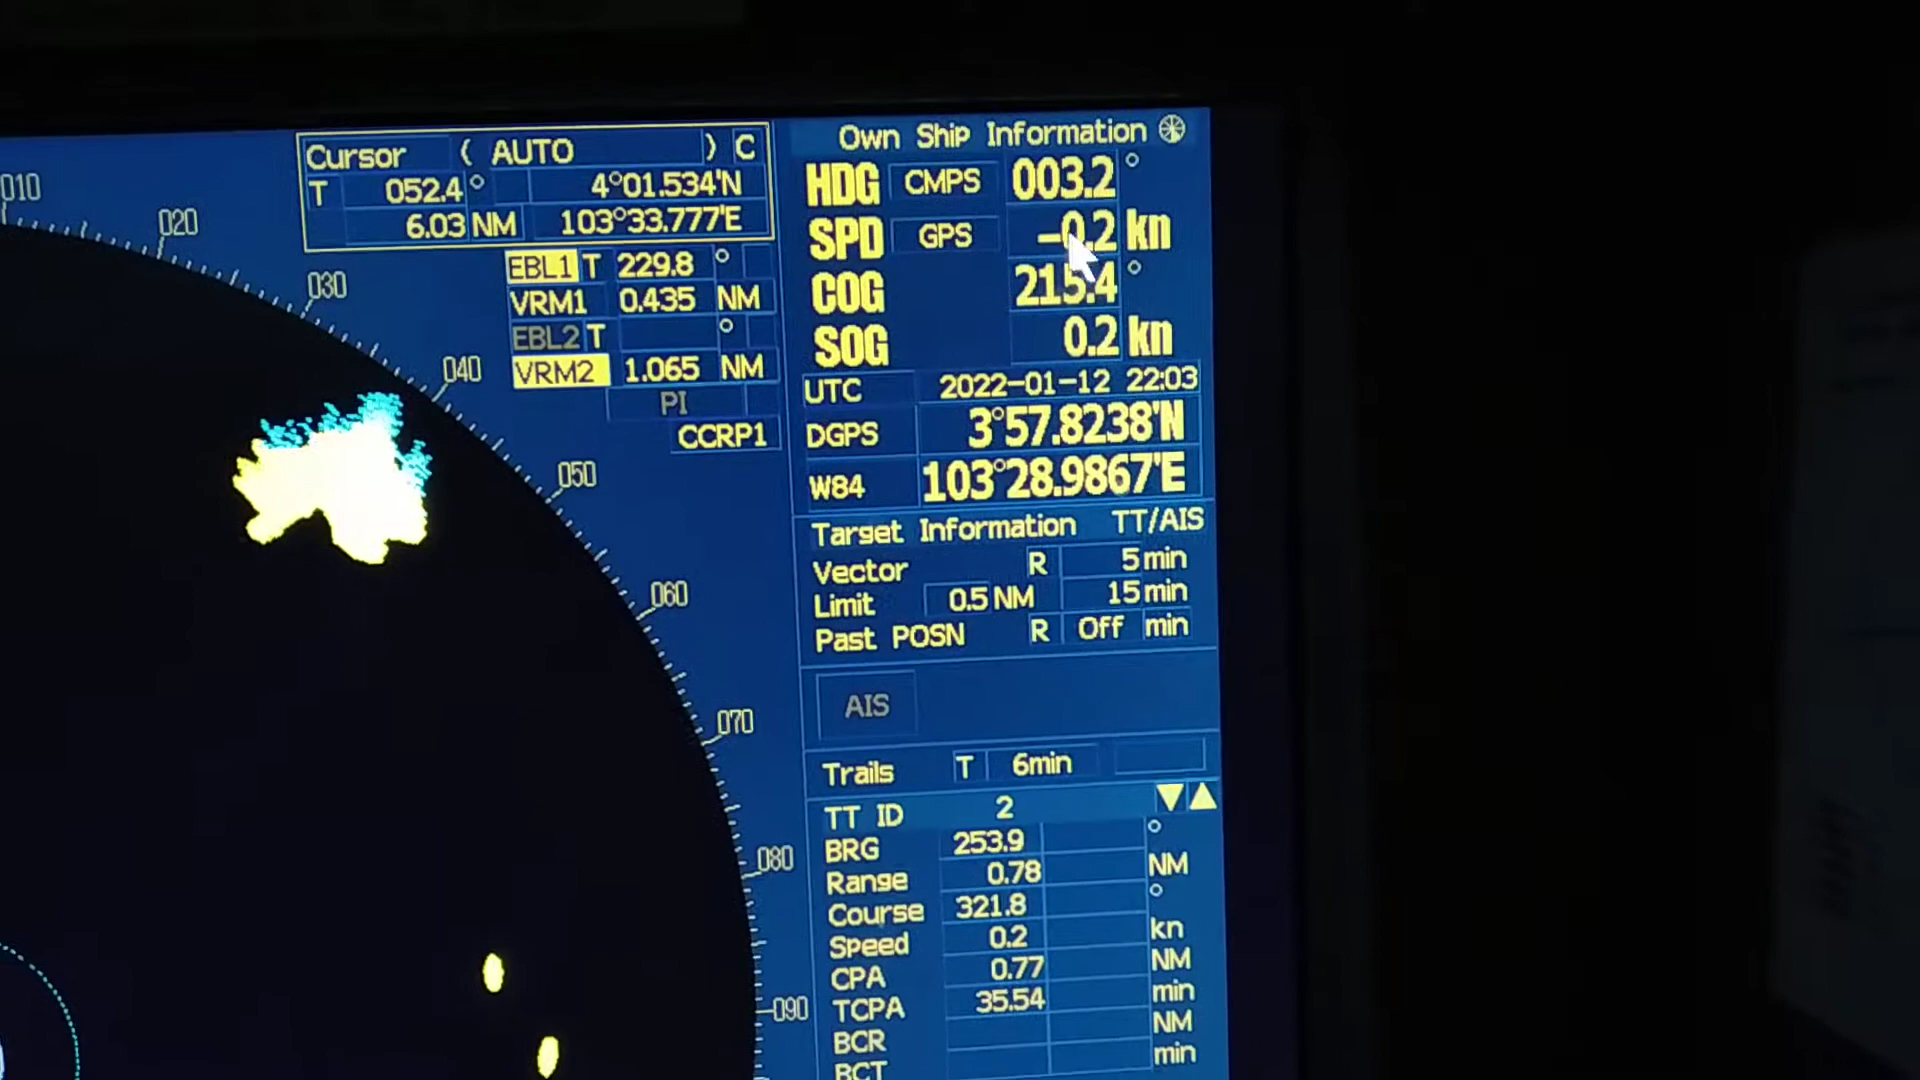 Cursor ( AUTO ) C
T 052.4° 4°01.534'N
6.03 NM 103°33.777'E
EBL1 T 229.8 °
VRM1 0.435 NM
EBL2 T °
VRM2 1.065 NM
PI
CCRP1
010
020
030
040
050
060
070
080
090
Own Ship Information
HDG CMPS 003.2 °
SPD GPS -0.2 kn
COG 215.4 °
SOG 0.2 kn
UTC 2022-01-12 22:03
DGPS 3°57.8238'N
W84 103°28.9867'E
Target Information TT/AIS
Vector R 5 min
Limit 0.5 NM 15 min
Past POSN R Off min
AIS
Trails T 6min
TT ID 2 ▼▲
BRG 253.9 °
Range 0.78 NM
Course 321.8 °
Speed 0.2 kn
CPA 0.77 NM
TCPA 35.54 min
BCR NM
BCT min